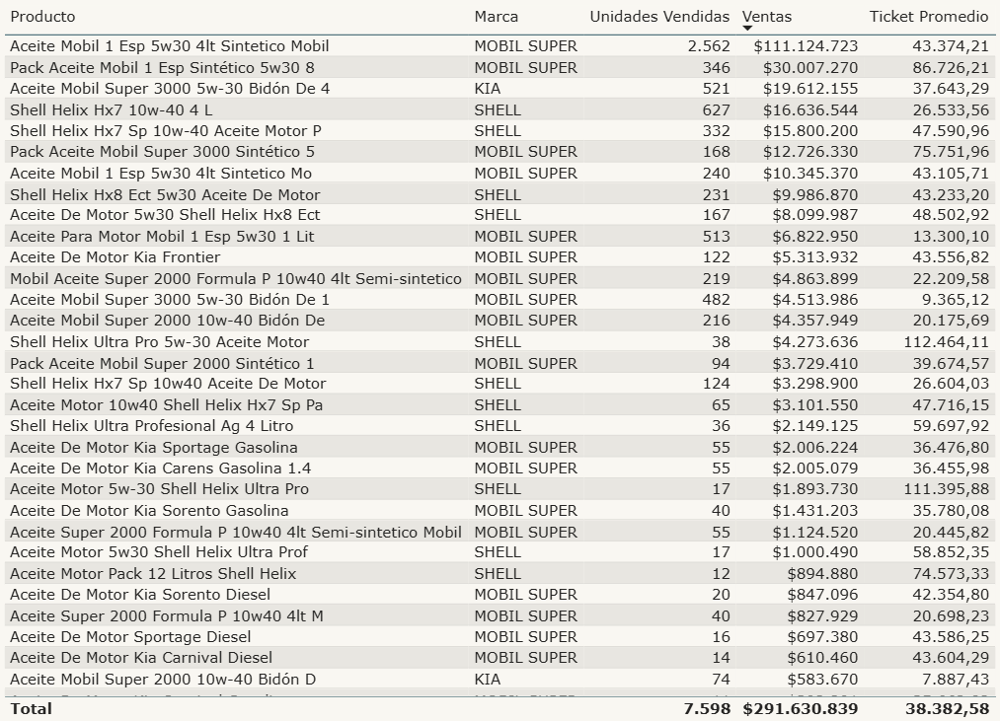 Producto Marca Unidades Vendidas Ventas Ticket Promedio
Aceite Mobil 1 Esp 5w30 4lt Sintetico Mobil MOBIL SUPER 2.562 $111.124.723 43.374,21
Pack Aceite Mobil 1 Esp Sintético 5w30 8 MOBIL SUPER 346 $30.007.270 86.726,21
Aceite Mobil Super 3000 5w-30 Bidón De 4 KIA 521 $19.612.155 37.643,29
Shell Helix Hx7 10w-40 4 L SHELL 627 $16.636.544 26.533,56
Shell Helix Hx7 Sp 10w-40 Aceite Motor P SHELL 332 $15.800.200 47.590,96
Pack Aceite Mobil Super 3000 Sintético 5 MOBIL SUPER 168 $12.726.330 75.751,96
Aceite Mobil 1 Esp 5w30 4lt Sintetico Mo MOBIL SUPER 240 $10.345.370 43.105,71
Shell Helix Hx8 Ect 5w30 Aceite De Motor SHELL 231 $9.986.870 43.233,20
Aceite De Motor 5w30 Shell Helix Hx8 Ect SHELL 167 $8.099.987 48.502,92
Aceite Para Motor Mobil 1 Esp 5w30 1 Lit MOBIL SUPER 513 $6.822.950 13.300,10
Aceite De Motor Kia Frontier MOBIL SUPER 122 $5.313.932 43.556,82
Mobil Aceite Super 2000 Formula P 10w40 4lt Semi-sintetico MOBIL SUPER 219 $4.863.899 22.209,58
Aceite Mobil Super 3000 5w-30 Bidón De 1 MOBIL SUPER 482 $4.513.986 9.365,12
Aceite Mobil Super 2000 10w-40 Bidón De MOBIL SUPER 216 $4.357.949 20.175,69
Shell Helix Ultra Pro 5w-30 Aceite Motor SHELL 38 $4.273.636 112.464,11
Pack Aceite Mobil Super 2000 Sintético 1 MOBIL SUPER 94 $3.729.410 39.674,57
Shell Helix Hx7 Sp 10w40 Aceite De Motor SHELL 124 $3.298.900 26.604,03
Aceite Motor 10w40 Shell Helix Hx7 Sp Pa SHELL 65 $3.101.550 47.716,15
Shell Helix Ultra Profesional Ag 4 Litro SHELL 36 $2.149.125 59.697,92
Aceite De Motor Kia Sportage Gasolina MOBIL SUPER 55 $2.006.224 36.476,80
Aceite De Motor Kia Carens Gasolina 1.4 MOBIL SUPER 55 $2.005.079 36.455,98
Aceite Motor 5w-30 Shell Helix Ultra Pro SHELL 17 $1.893.730 111.395,88
Aceite De Motor Kia Sorento Gasolina MOBIL SUPER 40 $1.431.203 35.780,08
Aceite Super 2000 Formula P 10w40 4lt Semi-sintetico Mobil MOBIL SUPER 55 $1.124.520 20.445,82
Aceite Motor 5w30 Shell Helix Ultra Prof SHELL 17 $1.000.490 58.852,35
Aceite Motor Pack 12 Litros Shell Helix SHELL 12 $894.880 74.573,33
Aceite De Motor Kia Sorento Diesel MOBIL SUPER 20 $847.096 42.354,80
Aceite Super 2000 Formula P 10w40 4lt M MOBIL SUPER 40 $827.929 20.698,23
Aceite De Motor Sportage Diesel MOBIL SUPER 16 $697.380 43.586,25
Aceite De Motor Kia Carnival Diesel MOBIL SUPER 14 $610.460 43.604,29
Aceite Mobil Super 2000 10w-40 Bidón D KIA 74 $583.670 7.887,43
Total 7.598 $291.630.839 38.382,58